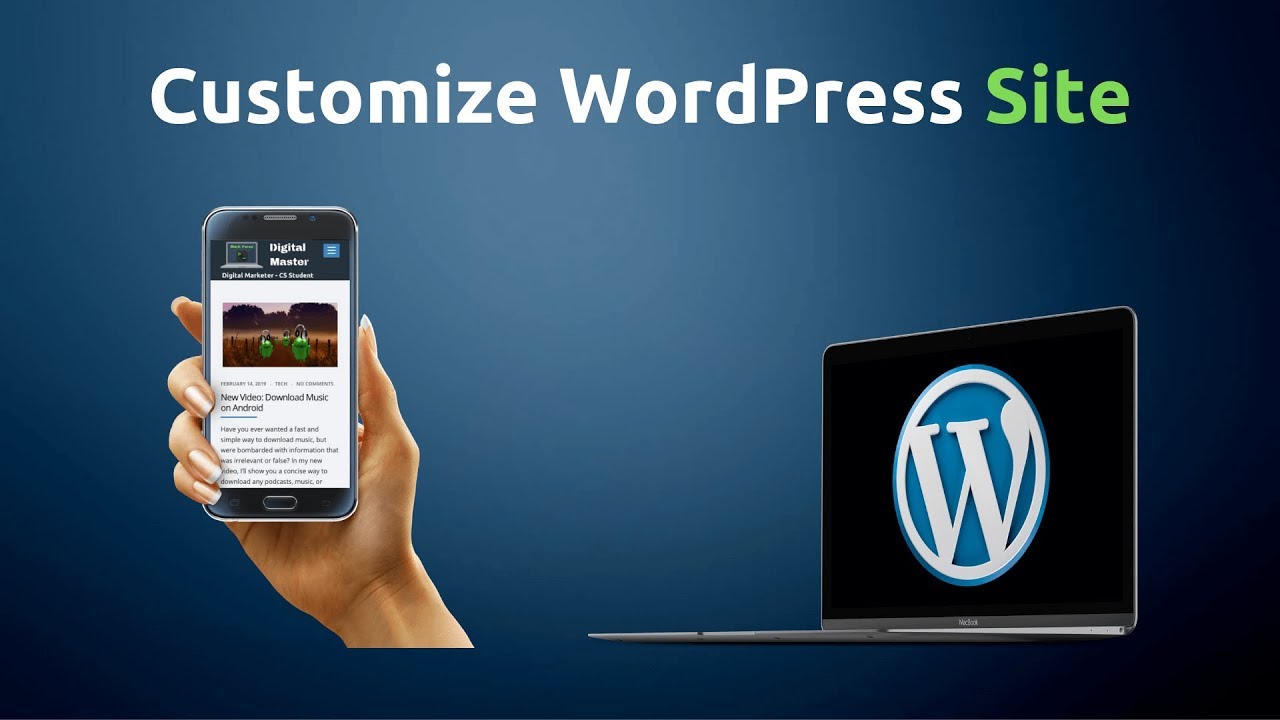 Customize WordPress Site
Digital
Master
Digital Marketer - CS Student
FEBRUARY 14, 2019 . TECH . NO COMMENTS
New Video: Download Music
on Android
Have you ever wanted a fast and
simple way to download music, but
were bombarded with information that
was irrelevant or false? In my new
video, I'll show you a concise way to
download any podcasts, music, or
W
MacBook